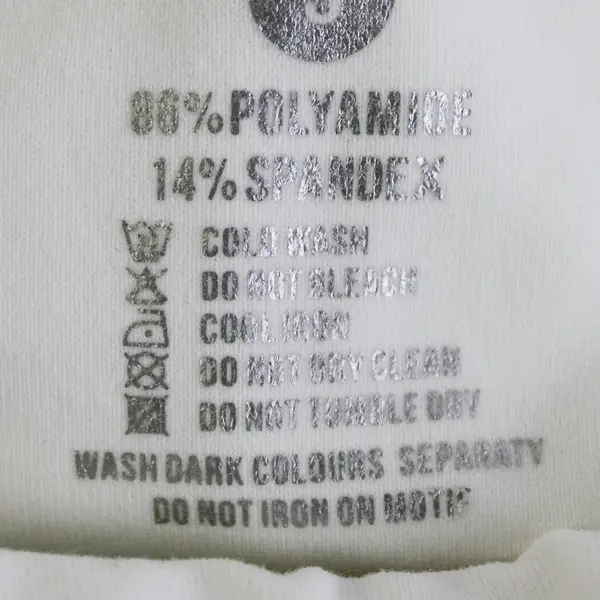 86% POLYAMIDE
14% SPANDEX
COLD WASH
DO NOT BLEACH
COOL IRON
DO NOT DRY CLEAN
DO NOT TUMBLE DRY
WASH DARK COLOURS SEPARATY
DO NOT IRON ON MOTIF